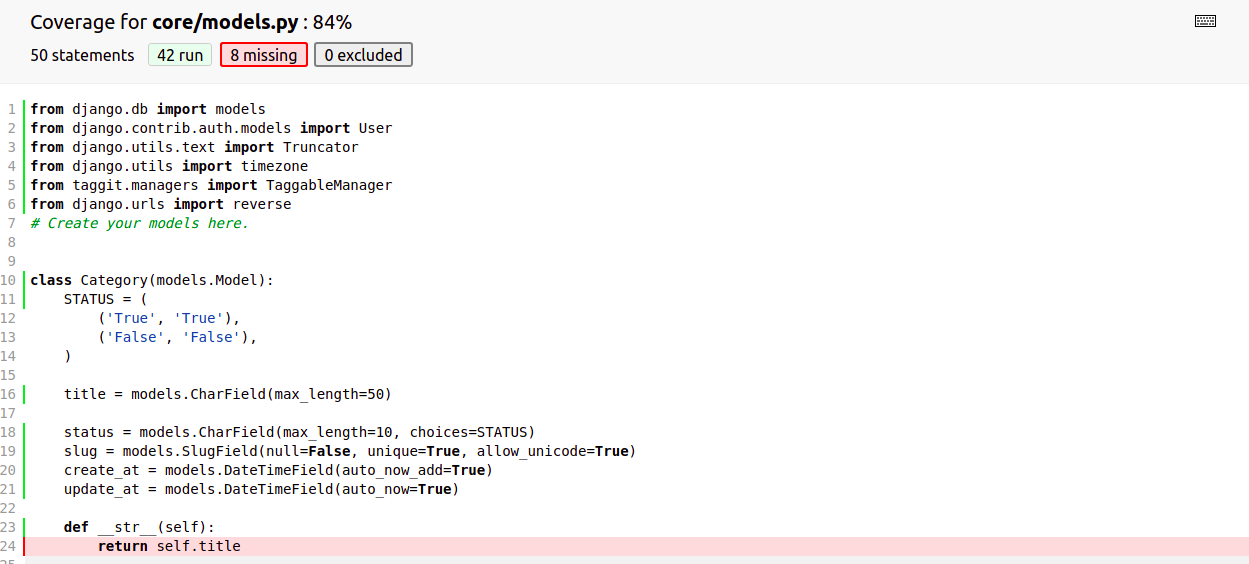 Coverage for core/models.py : 84%
50 statements 42 run 8 missing 0 excluded
1 from django.db import models
2 from django.contrib.auth.models import User
3 from django.utils.text import Truncator
4 from django.utils import timezone
5 from taggit.managers import TaggableManager
6 from django.urls import reverse
7 # Create your models here.
8
9
10 class Category(models.Model):
11     STATUS = (
12         ('True', 'True'),
13         ('False', 'False'),
14     )
15
16     title = models.CharField(max_length=50)
17
18     status = models.CharField(max_length=10, choices=STATUS)
19     slug = models.SlugField(null=False, unique=True, allow_unicode=True)
20     create_at = models.DateTimeField(auto_now_add=True)
21     update_at = models.DateTimeField(auto_now=True)
22
23     def __str__(self):
24         return self.title
25